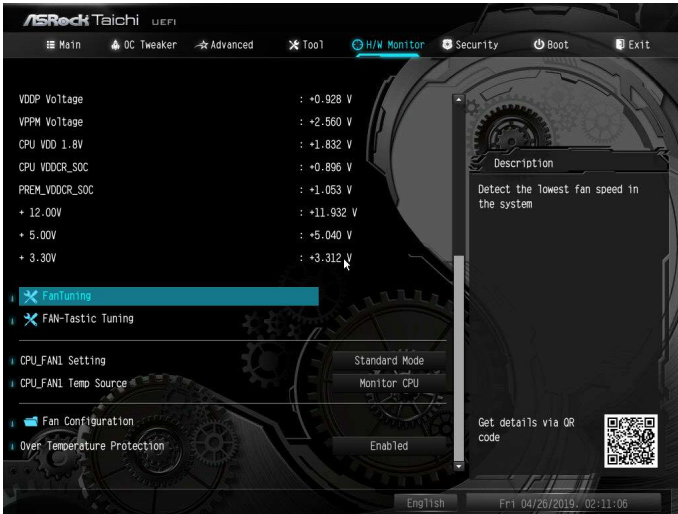 ASRock Taichi UEFI
Main OC Tweaker Advanced Tool H/W Monitor Security Boot Exit
VDDP Voltage : +0.928 V
VPPM Voltage : +2.560 V
CPU VDD 1.8V : +1.832 V
CPU VDDCR_SOC : +0.896 V
PREM_VDDCR_SOC : +1.053 V
+ 12.00V : +11.932 V
+ 5.00V : +5.040 V
+ 3.30V : +3.312 V
FanTuning
FAN-Tastic Tuning
CPU_FAN1 Setting Standard Mode
CPU_FAN1 Temp Source Monitor CPU
Fan Configuration
Over Temperature Protection Enabled
Description
Detect the lowest fan speed in
the system
Get details via QR
code
English Fri 04/26/2019. 02:11:06